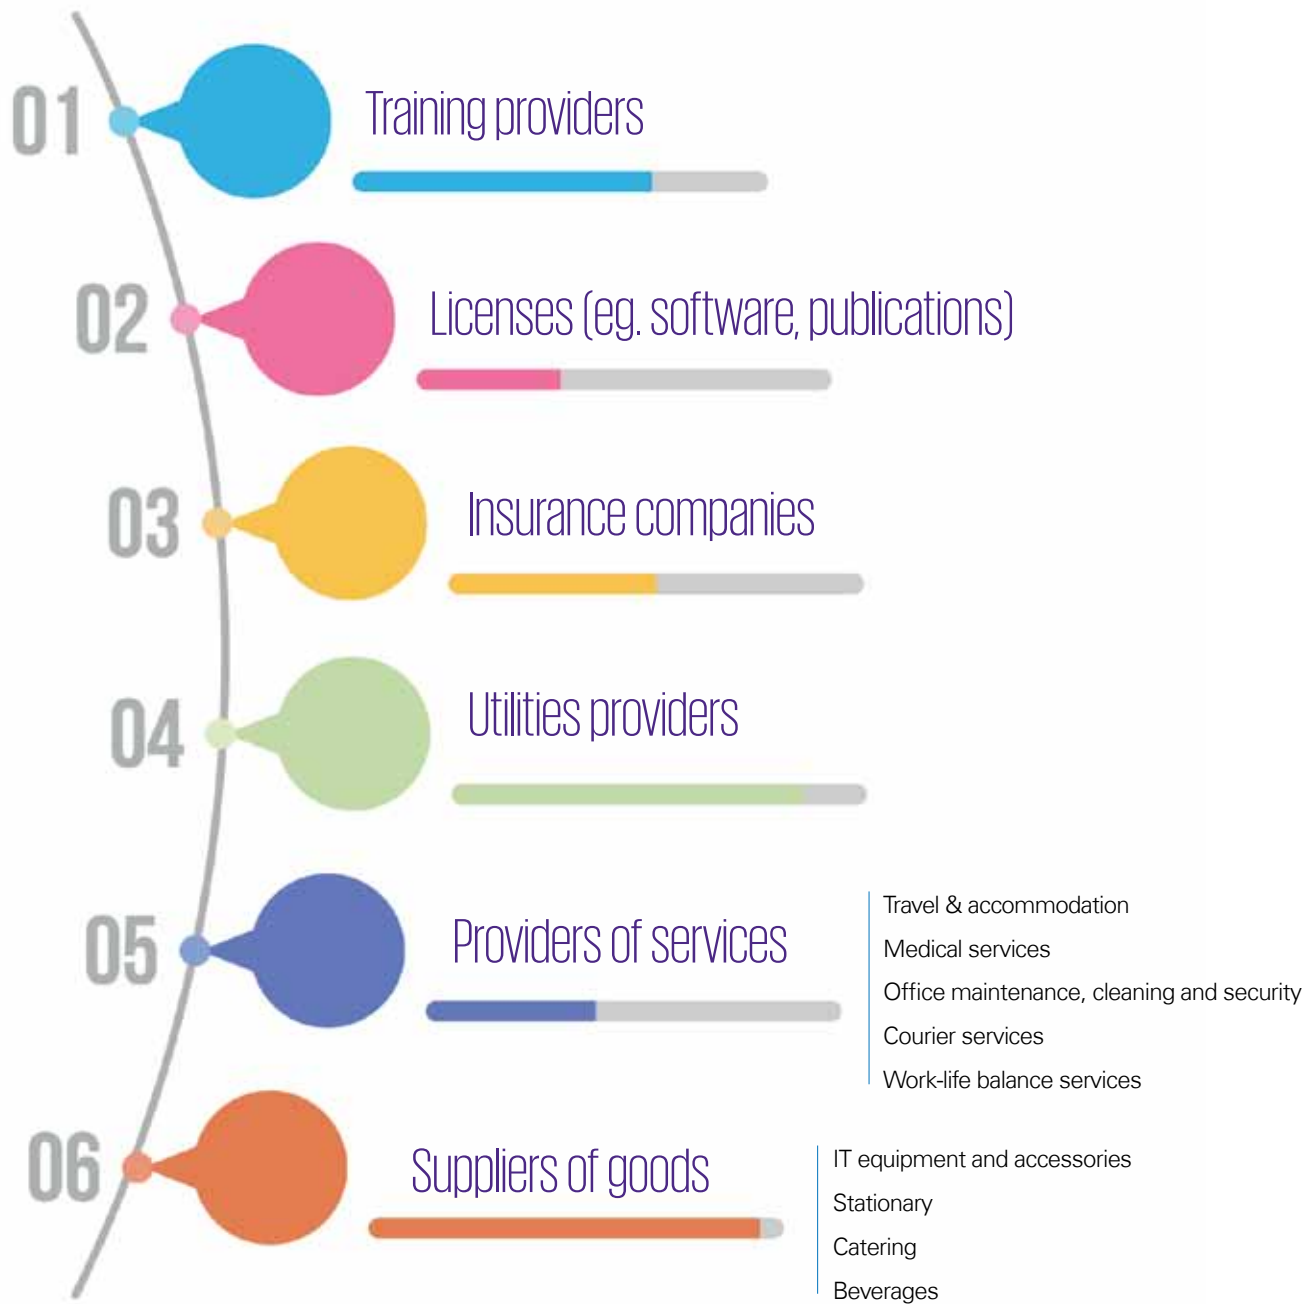 01
Training providers
02
Licenses (eg. software, publications)
03
Insurance companies
04
Utilities providers
05
Providers of services
Travel & accommodation
Medical services
Office maintenance, cleaning and security
Courier services
Work-life balance services
06
Suppliers of goods
IT equipment and accessories
Stationary
Catering
Beverages